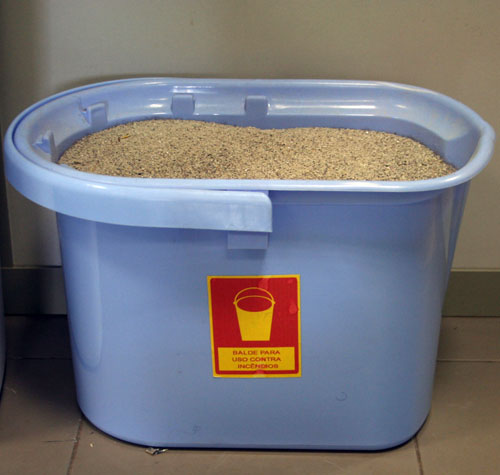 BALDE PARA
USO CONTRA
INCÊNDIOS